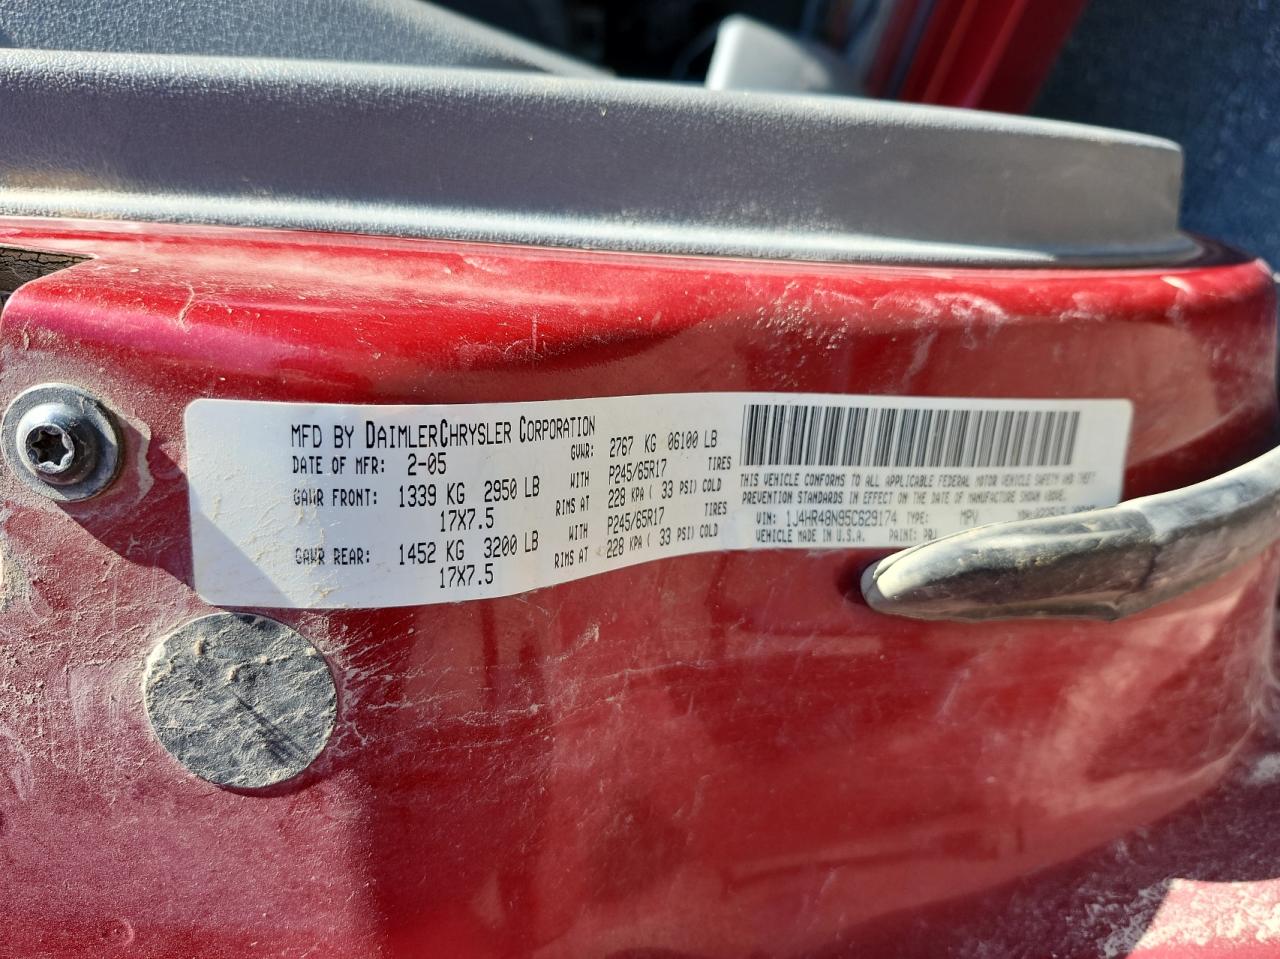 MFD BY DAIMLERCHRYSLER CORPORATION
DATE OF MFR: 2-05 GVWR: 2767 KG 06100 LB
GAWR FRONT: 1339 KG 2950 LB WITH P245/65R17 TIRES
17X7.5 RIMS AT 228 KPA ( 33 PSI) COLD
GAWR REAR: 1452 KG 3200 LB WITH P245/65R17 TIRES
17X7.5 RIMS AT 228 KPA ( 33 PSI) COLD
THIS VEHICLE CONFORMS TO ALL APPLICABLE FEDERAL MOTOR VEHICLE SAFETY AND THEFT
PREVENTION STANDARDS IN EFFECT ON THE DATE OF MANUFACTURE SHOWN ABOVE.
VIN: 1J4HR48N95C629174 TYPE: MPV
VEHICLE MADE IN U.S.A. PAINT: PRJ